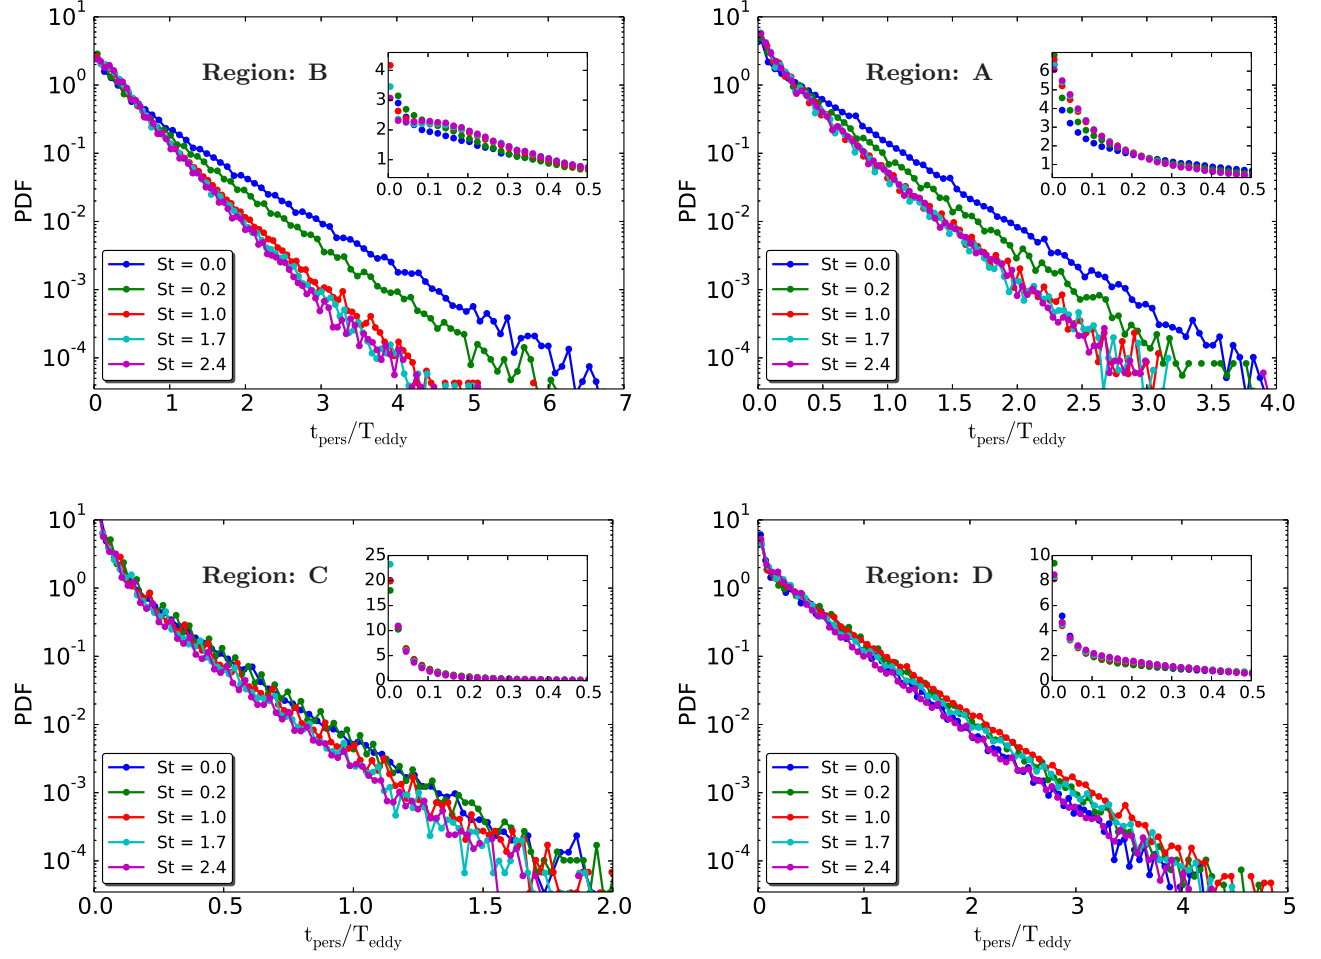 Region: B
PDF
10^1
10^0
10^-1
10^-2
10^-3
10^-4
4
3
2
1
0.0 0.1 0.2 0.3 0.4 0.5
St = 0.0
St = 0.2
St = 1.0
St = 1.7
St = 2.4
0 1 2 3 4 5 6 7
t_pers/T_eddy
Region: A
PDF
10^1
10^0
10^-1
10^-2
10^-3
10^-4
6
5
4
3
2
1
0.0 0.1 0.2 0.3 0.4 0.5
St = 0.0
St = 0.2
St = 1.0
St = 1.7
St = 2.4
0.0 0.5 1.0 1.5 2.0 2.5 3.0 3.5 4.0
t_pers/T_eddy
Region: C
PDF
10^1
10^0
10^-1
10^-2
10^-3
10^-4
25
20
15
10
5
0
0.0 0.1 0.2 0.3 0.4 0.5
St = 0.0
St = 0.2
St = 1.0
St = 1.7
St = 2.4
0.0 0.5 1.0 1.5 2.0
t_pers/T_eddy
Region: D
PDF
10^1
10^0
10^-1
10^-2
10^-3
10^-4
10
8
6
4
2
0
0.0 0.1 0.2 0.3 0.4 0.5
St = 0.0
St = 0.2
St = 1.0
St = 1.7
St = 2.4
0 1 2 3 4 5
t_pers/T_eddy